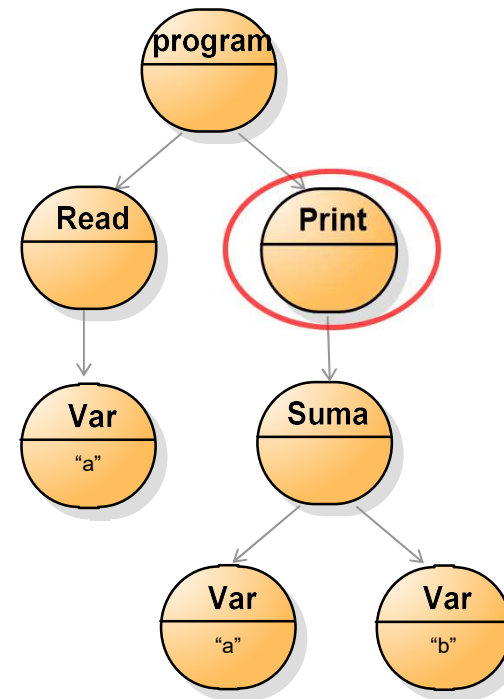 program
Read
Print
Var
“a”
Suma
Var
“a”
Var
“b”